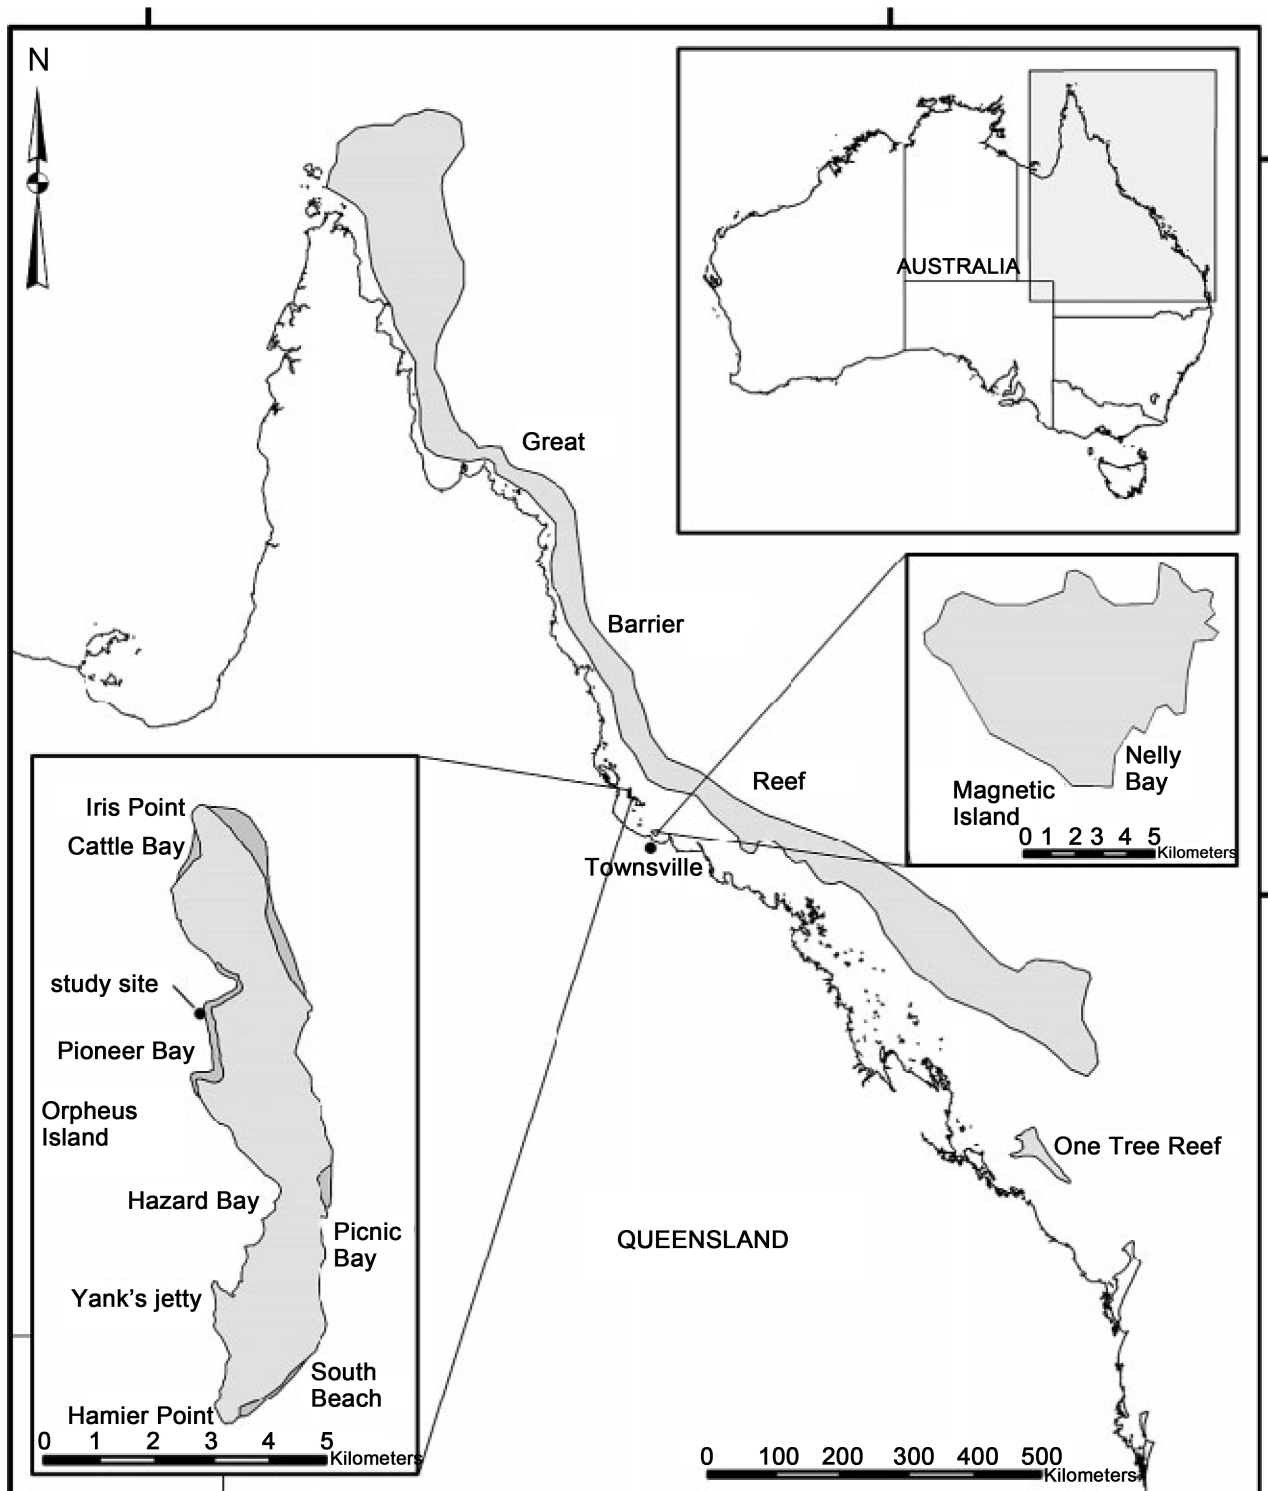 N
AUSTRALIA
Great
Barrier
Reef
Nelly
Bay
Magnetic
Island
0 1 2 3 4 5
Kilometers
Townsville
Iris Point
Cattle Bay
study site
Pioneer Bay
Orpheus
Island
Hazard Bay
Picnic
Bay
Yank's jetty
South
Beach
Hamier Point
0 1 2 3 4 5
Kilometers
One Tree Reef
QUEENSLAND
0 100 200 300 400 500
Kilometers